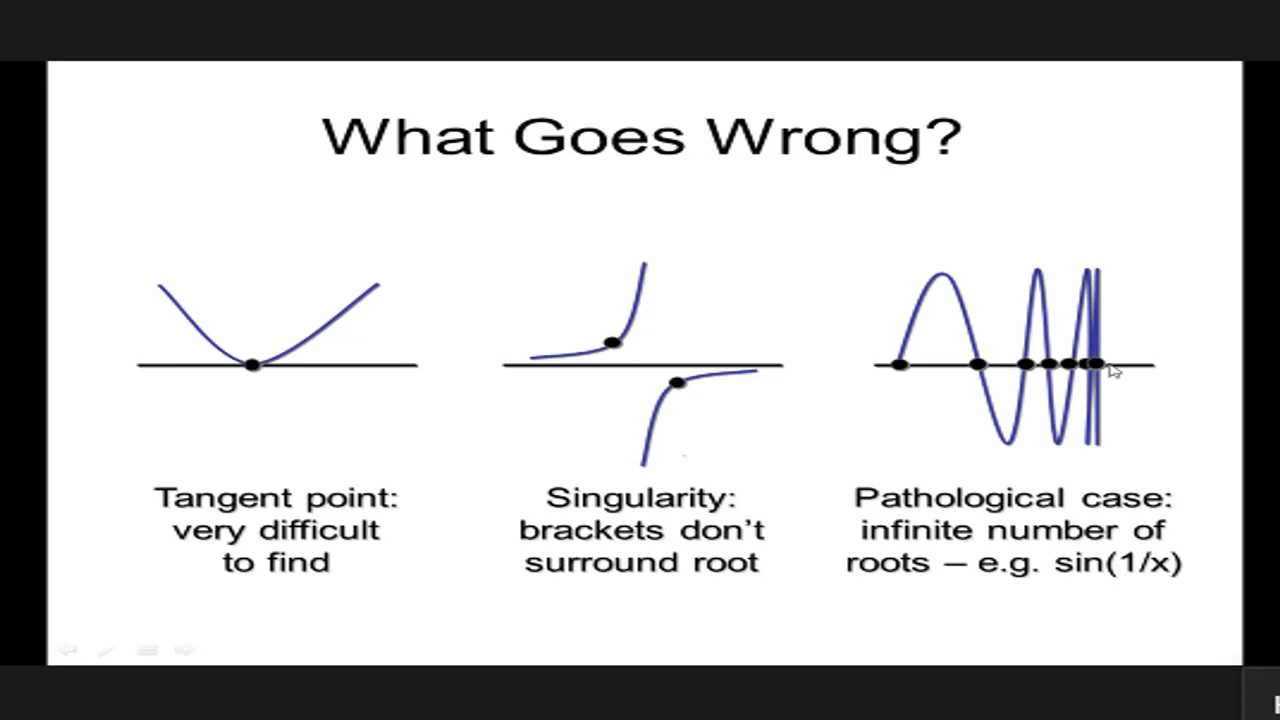 What Goes Wrong?
Tangent point:
very difficult
to find
Singularity:
brackets don't
surround root
Pathological case:
infinite number of
roots – e.g. sin(1/x)